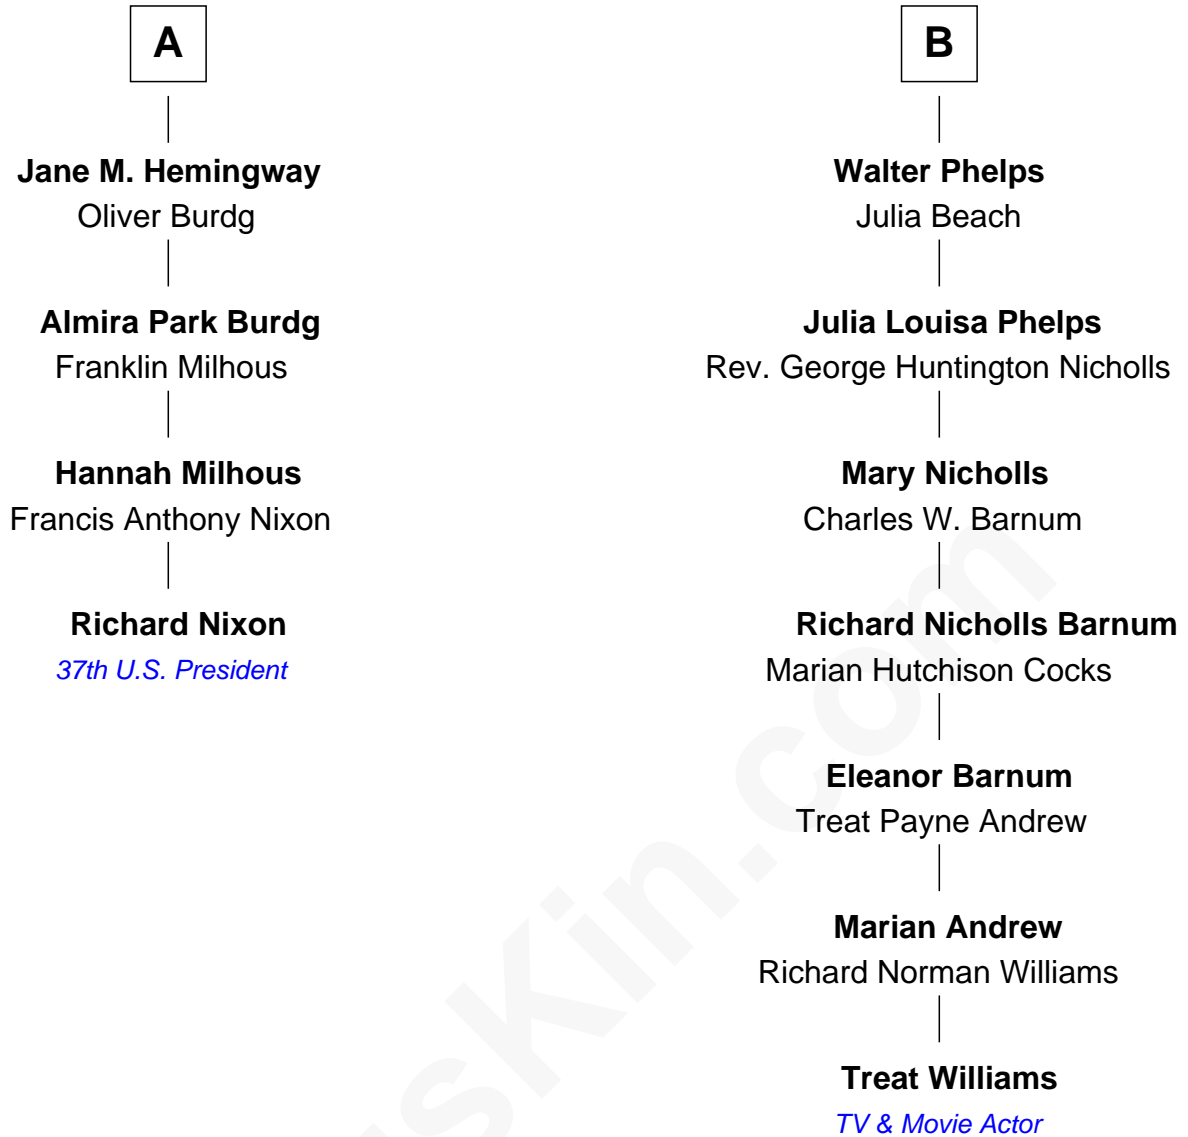 A
Jane M. Hemingway
Oliver Burdg
Almira Park Burdg
Franklin Milhous
Hannah Milhous
Francis Anthony Nixon
Richard Nixon
37th U.S. President
B
Walter Phelps
Julia Beach
Julia Louisa Phelps
Rev. George Huntington Nicholls
Mary Nicholls
Charles W. Barnum
Richard Nicholls Barnum
Marian Hutchison Cocks
Eleanor Barnum
Treat Payne Andrew
Marian Andrew
Richard Norman Williams
Treat Williams
TV & Movie Actor
sKin.com